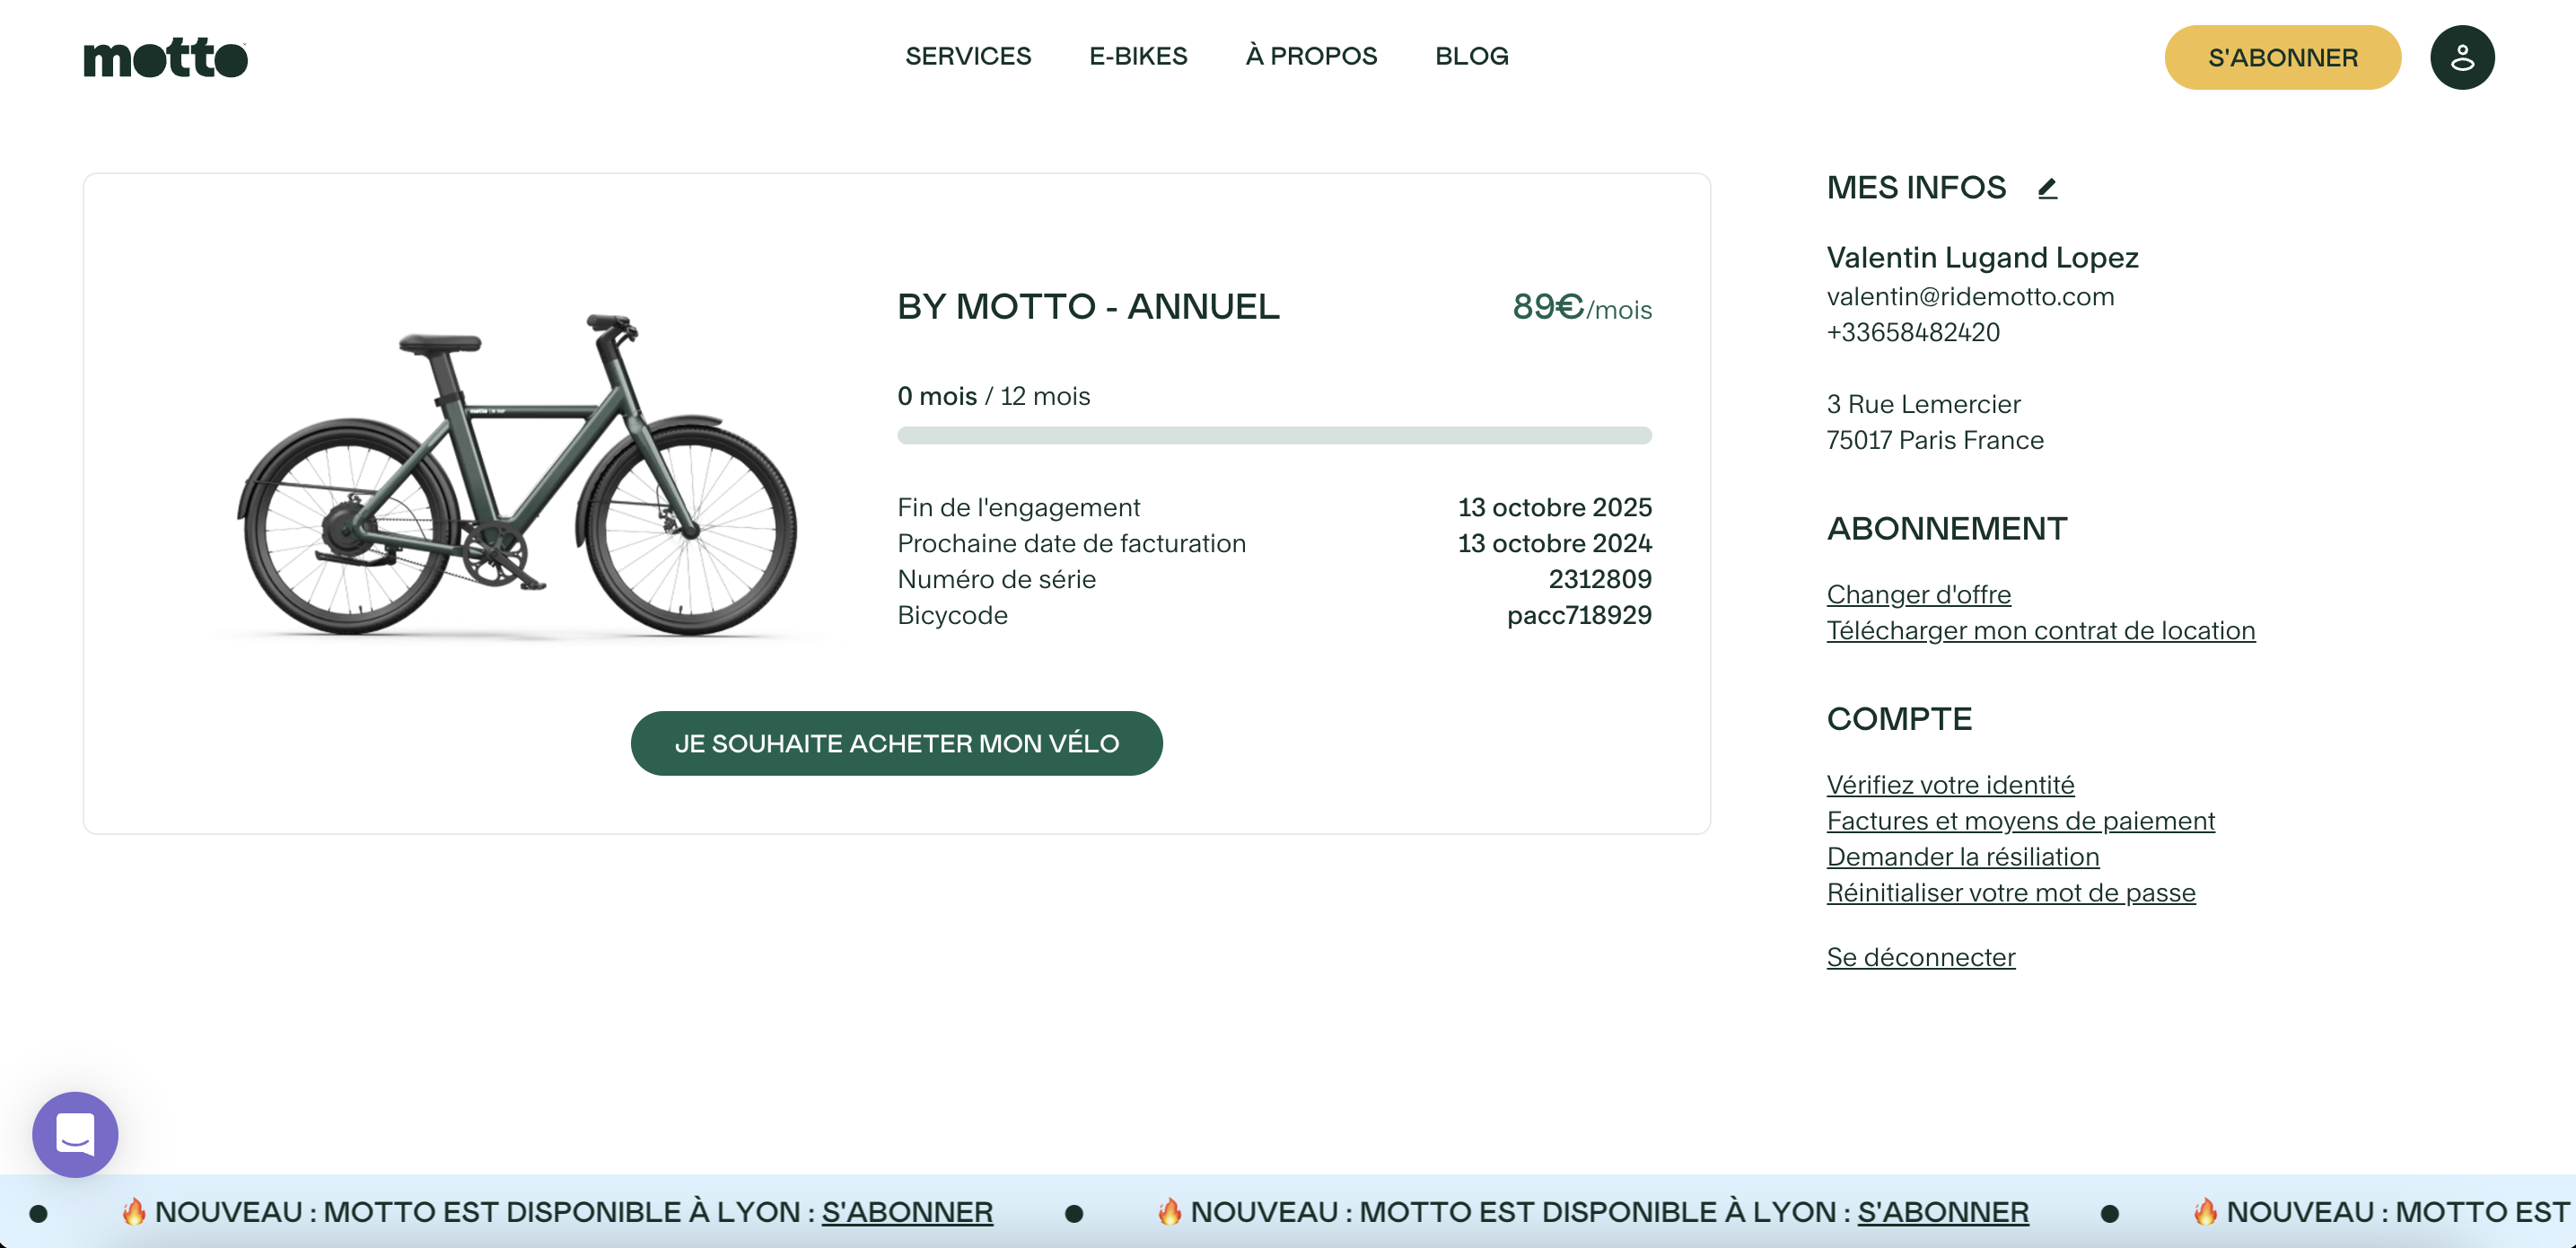 motto
SERVICES
E-BIKES
À PROPOS
BLOG
S'ABONNER
BY MOTTO - ANNUEL
89€/mois
0 mois / 12 mois
Fin de l'engagement 13 octobre 2025
Prochaine date de facturation 13 octobre 2024
Numéro de série 2312809
Bicycode pacc718929
JE SOUHAITE ACHETER MON VÉLO
MES INFOS
Valentin Lugand Lopez
valentin@ridemotto.com
+33658482420
3 Rue Lemercier
75017 Paris France
ABONNEMENT
Changer d'offre
Télécharger mon contrat de location
COMPTE
Vérifiez votre identité
Factures et moyens de paiement
Demander la résiliation
Réinitialiser votre mot de passe
Se déconnecter
🔥 NOUVEAU : MOTTO EST DISPONIBLE À LYON : S'ABONNER ● 🔥 NOUVEAU : MOTTO EST DISPONIBLE À LYON : S'ABONNER ● 🔥 NOUVEAU : MOTTO EST